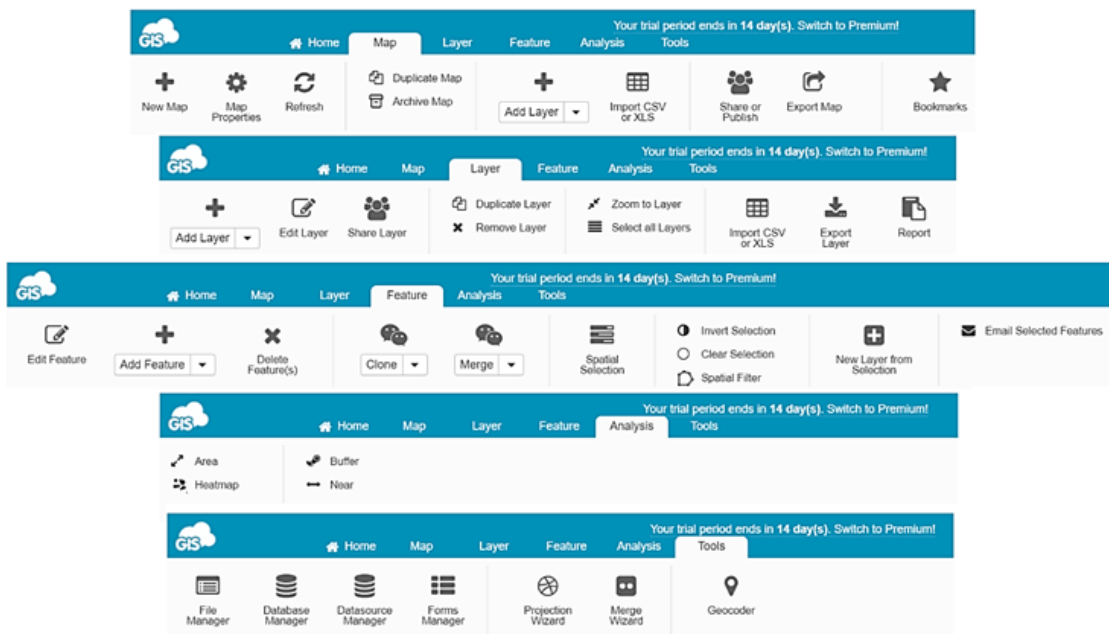 Your trial period ends in 14 day(s). Switch to Premium!
GIS
Home Map Layer Feature Analysis Tools
New Map
Map
Properties
Refresh
Duplicate Map
Archive Map
Add Layer
Import CSV
or XLS
Share or
Publish
Export Map
Bookmarks
Your trial period ends in 14 day(s). Switch to Premium!
GIS
Home Map Layer Feature Analysis Tools
Add Layer
Edit Layer
Share Layer
Duplicate Layer
Remove Layer
Zoom to Layer
Select all Layers
Import CSV
or XLS
Export
Layer
Report
Your trial period ends in 14 day(s). Switch to Premium!
GIS
Home Map Layer Feature Analysis Tools
Edit Feature
Add Feature
Delete
Feature(s)
Clone
Merge
Spatial
Selection
Invert Selection
Clear Selection
Spatial Filter
New Layer from
Selection
Email Selected Features
Your trial period ends in 14 day(s). Switch to Premium!
GIS
Home Map Layer Feature Analysis Tools
Area
Heatmap
Buffer
Near
Your trial period ends in 14 day(s). Switch to Premium!
GIS
Home Map Layer Feature Analysis Tools
File
Manager
Database
Manager
Datasource
Manager
Forms
Manager
Projection
Wizard
Merge
Wizard
Geocoder